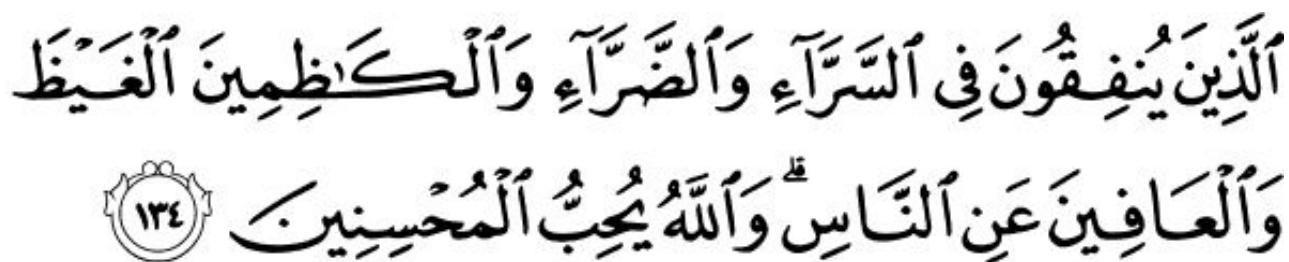 ٱلَّذِينَ يُنفِقُونَ فِى ٱلسَّرَّآءِ وَٱلضَّرَّآءِ وَٱلْكَـٰظِمِينَ ٱلْغَيْظَ
وَٱلْعَافِينَ عَنِ ٱلنَّاسِ ۗ وَٱللَّهُ يُحِبُّ ٱلْمُحْسِنِينَ ١٣٤